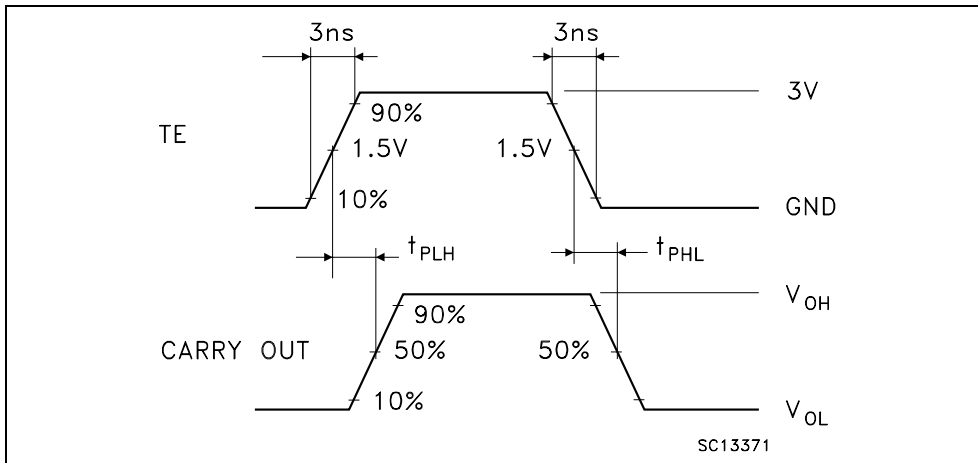 3ns 3ns
3V
90%
TE 1.5V 1.5V
10%
GND
tPLH tPHL
VOH
90%
CARRY OUT 50% 50%
10%
VOL
SC13371